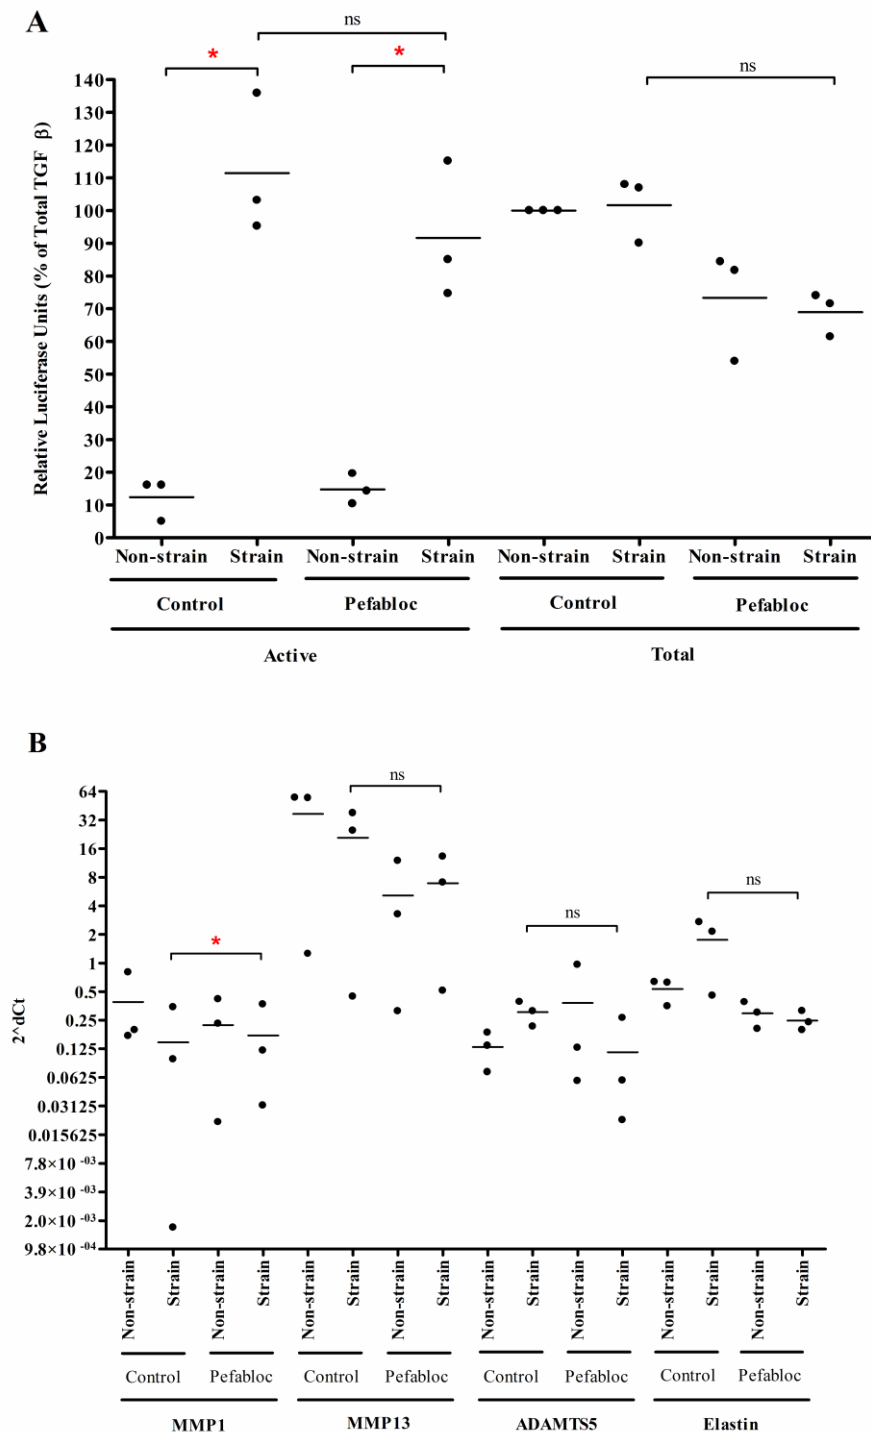 A
ns
*
*
ns
Relative Luciferase Units (% of Total TGF β)
140
130
120
110
100
90
80
70
60
50
40
30
20
10
0
Non-strain Strain Non-strain Strain Non-strain Strain Non-strain Strain
Control Pefabloc Control Pefabloc
Active Total
B
ns
*
ns
ns
2^dCt
64
32
16
8
4
2
1
0.5
0.25
0.125
0.0625
0.03125
0.015625
7.8×10 -03
3.9×10 -03
2.0×10 -03
9.8×10 -04
Non-strain Strain Non-strain Strain Non-strain Strain Non-strain Strain Non-strain Strain Non-strain Strain Non-strain Strain Non-strain Strain
Control Pefabloc Control Pefabloc Control Pefabloc Control Pefabloc
MMP1 MMP13 ADAMTS5 Elastin